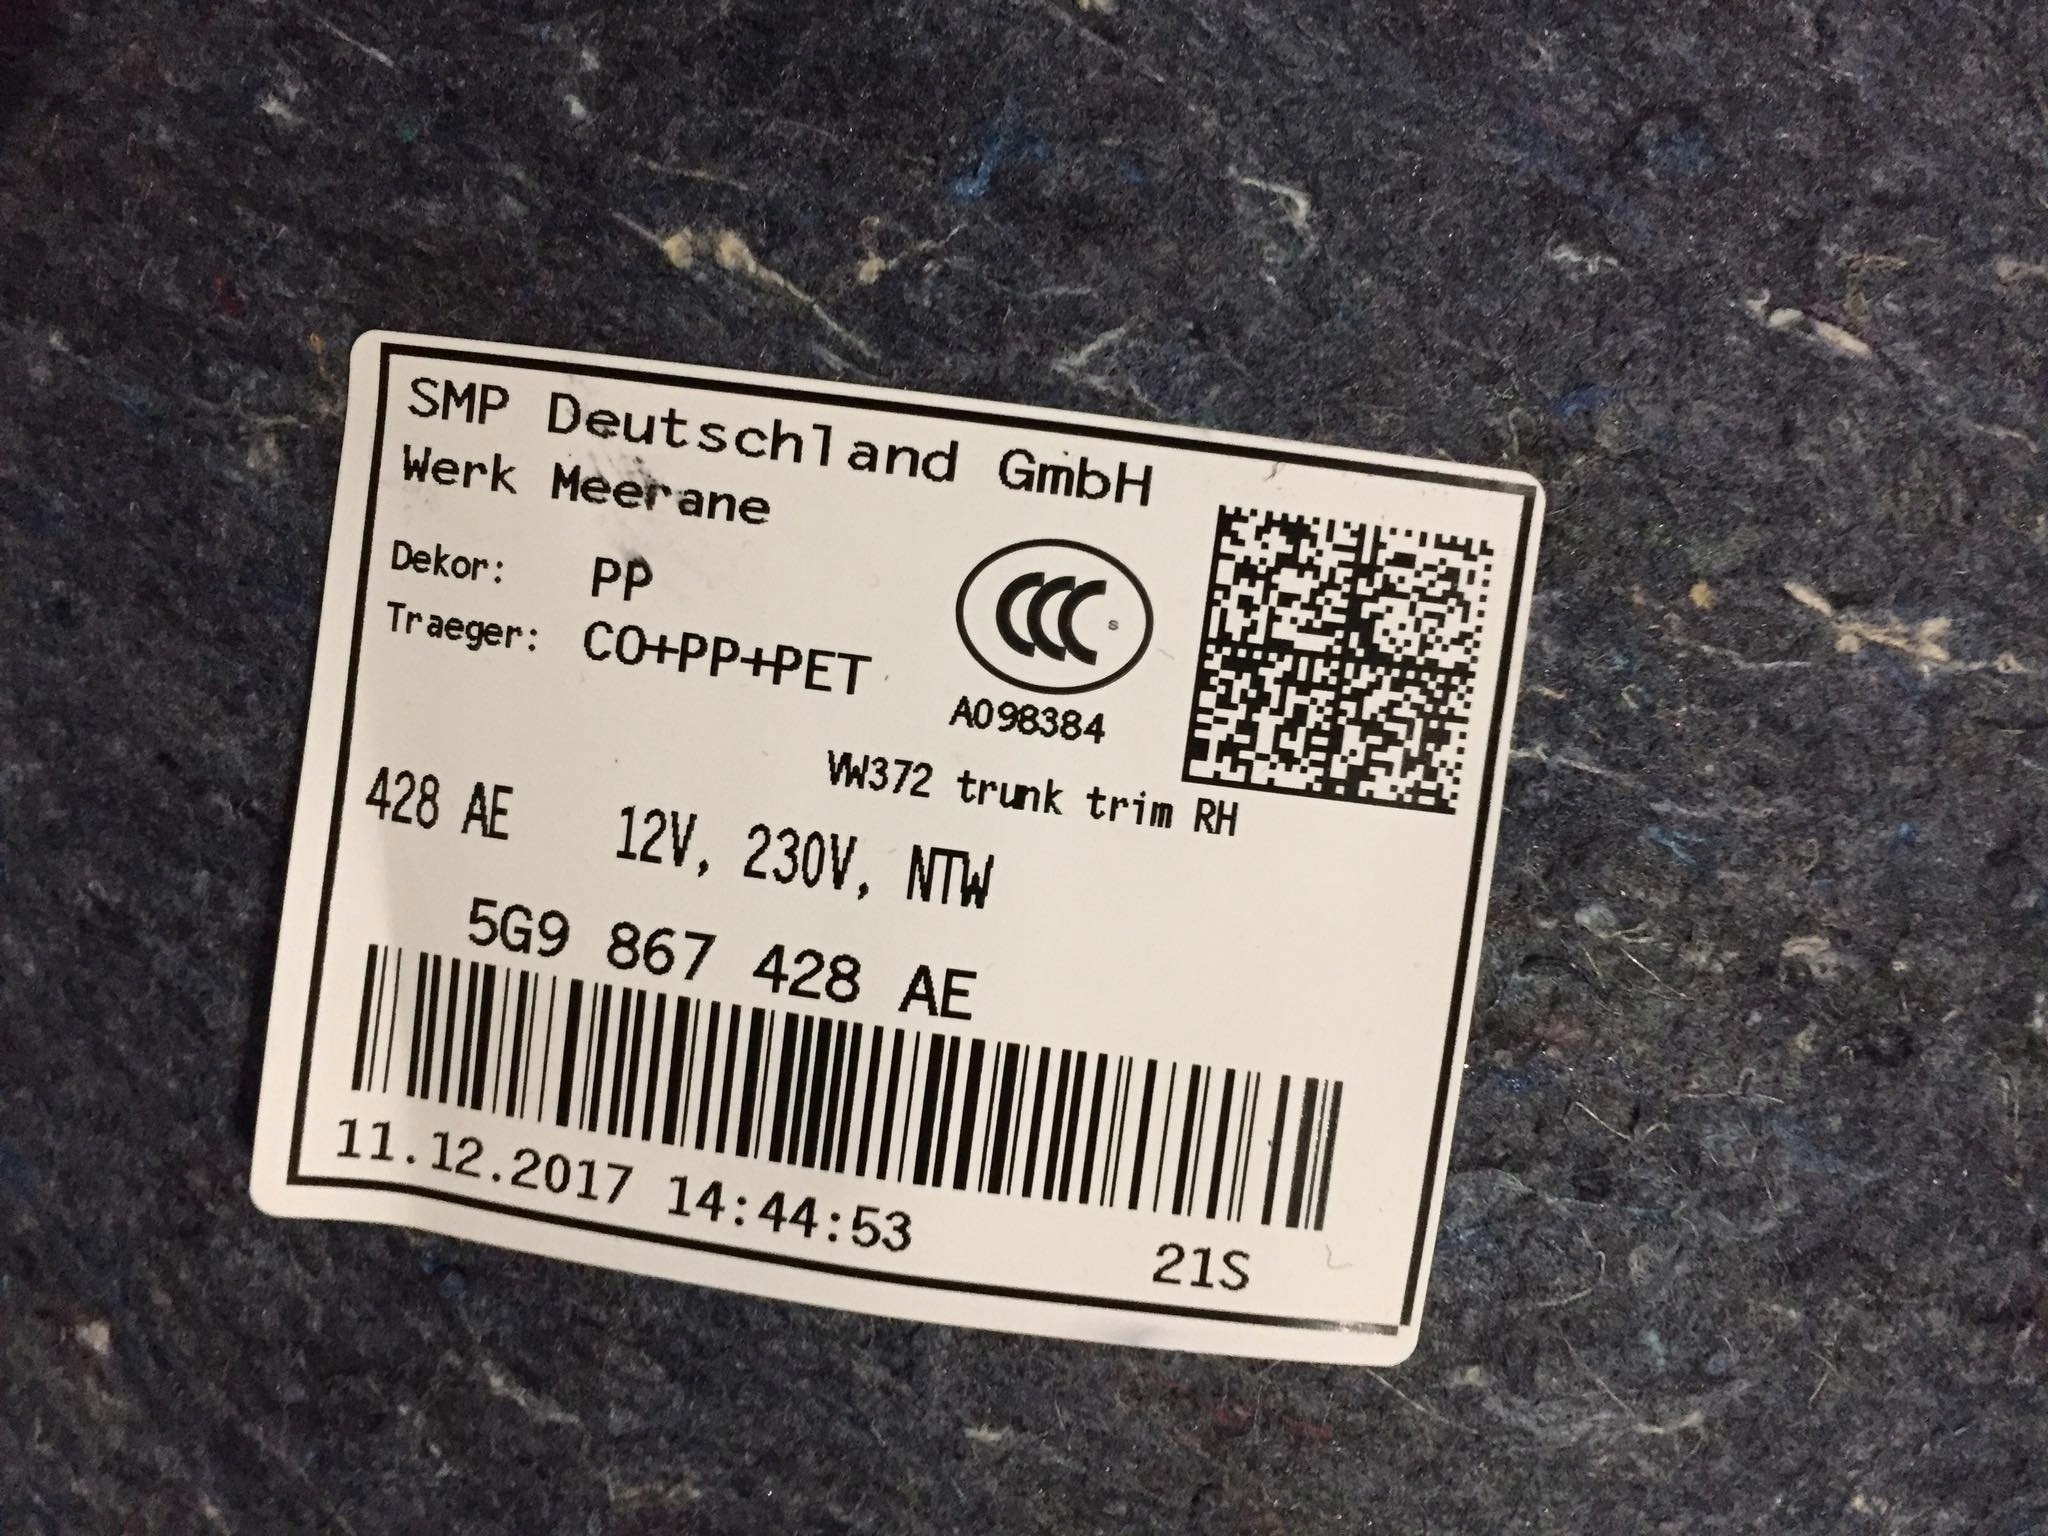 SMP Deutschland GmbH
Werk Meerane
Dekor: PP
Traeger: CO+PP+PET
CCC S
A098384
VW372 trunk trim RH
428 AE 12V, 230V, NTW
5G9 867 428 AE
11.12.2017 14:44:53
21S